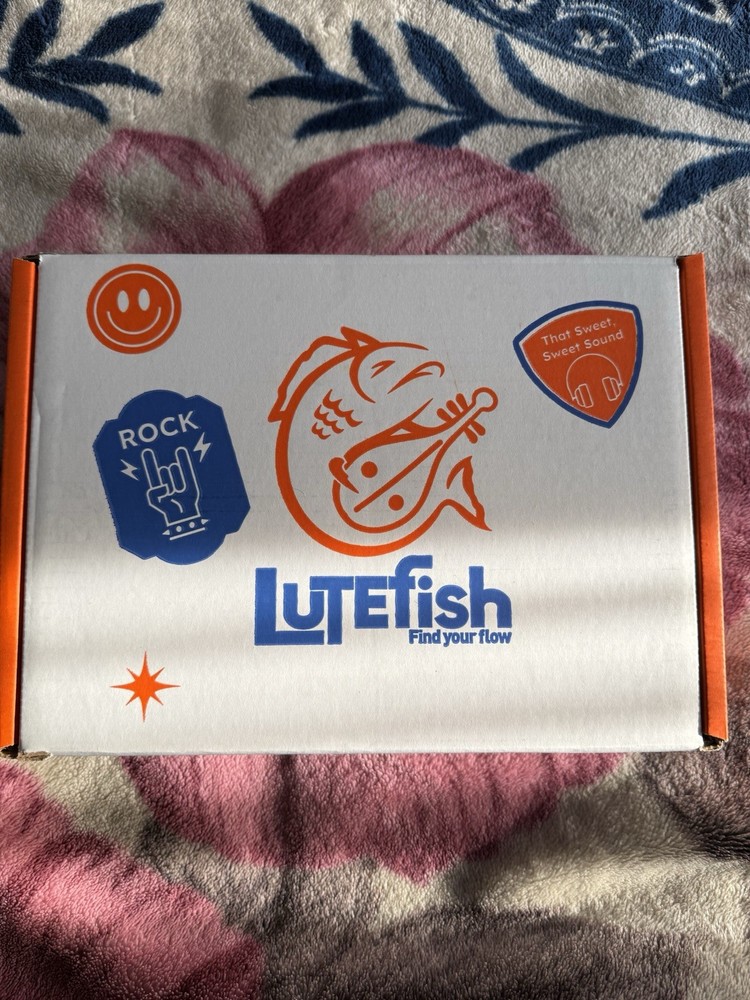 That Sweet,
Sweet Sound
ROCK
LUTEfish
Find your flow